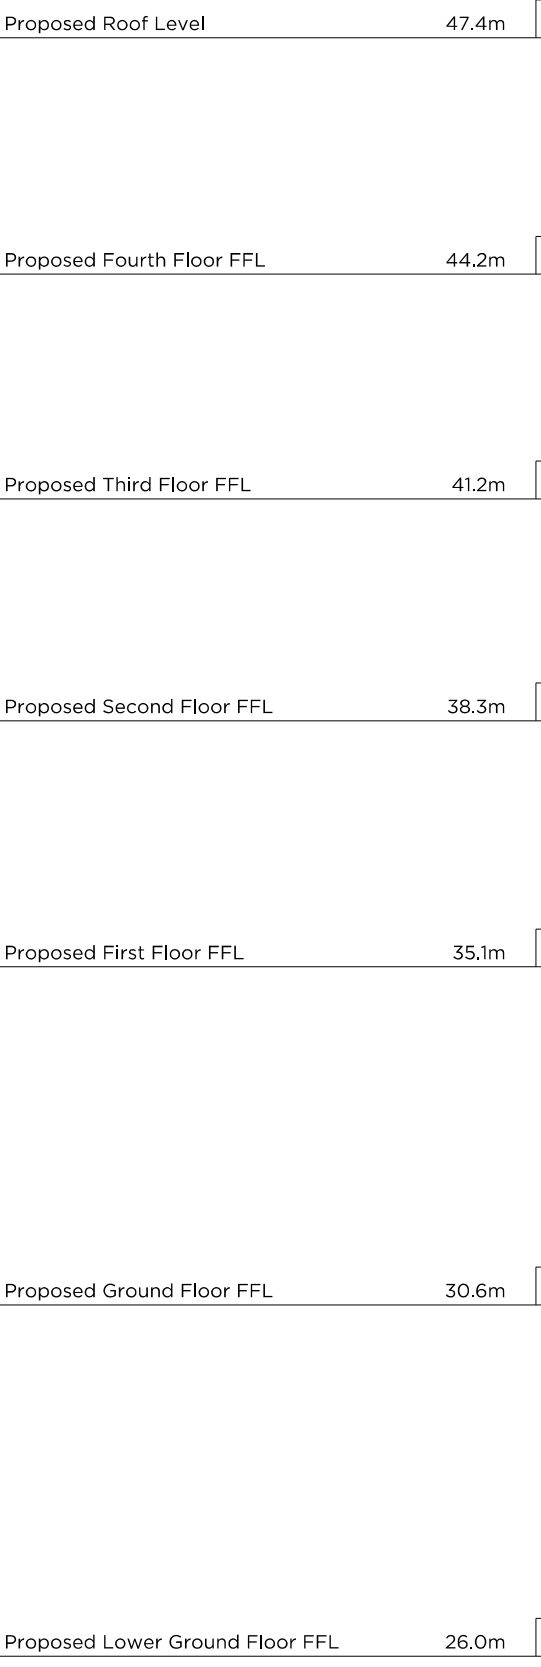 Proposed Roof Level 47.4m
Proposed Fourth Floor FFL 44.2m
Proposed Third Floor FFL 41.2m
Proposed Second Floor FFL 38.3m
Proposed First Floor FFL 35.1m
Proposed Ground Floor FFL 30.6m
Proposed Lower Ground Floor FFL 26.0m